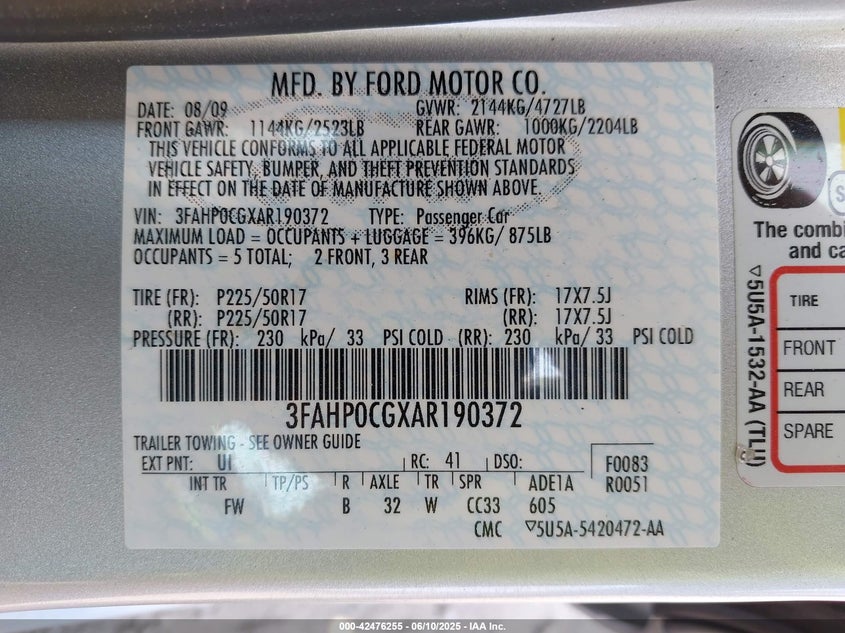 MFD. BY FORD MOTOR CO.
DATE: 08/09 GVWR: 2144KG/4727LB
FRONT GAWR: 1144KG/2523LB REAR GAWR: 1000KG/2204LB
THIS VEHICLE CONFORMS TO ALL APPLICABLE FEDERAL MOTOR
VEHICLE SAFETY, BUMPER, AND THEFT PREVENTION STANDARDS
IN EFFECT ON THE DATE OF MANUFACTURE SHOWN ABOVE.
VIN: 3FAHP0CGXAR190372 TYPE: Passenger Car
MAXIMUM LOAD = OCCUPANTS + LUGGAGE = 396KG/ 875LB
OCCUPANTS = 5 TOTAL; 2 FRONT, 3 REAR
TIRE (FR): P225/50R17 RIMS (FR): 17X7.5J
(RR): P225/50R17 (RR): 17X7.5J
PRESSURE (FR): 230 kPa/ 33 PSI COLD (RR): 230 kPa/ 33 PSI COLD
3FAHP0CGXAR190372
TRAILER TOWING - SEE OWNER GUIDE
EXT PNT: UI RC: 41 DSO: F0083
INT TR TP/PS R AXLE TR SPR ADE1A R0051
FW B 32 W CC33 605
CMC ▽5U5A-5420472-AA
The combi
and ca
▽5U5A-1532-AA (TLH)
TIRE
FRONT
REAR
SPARE
000-42476255 - 06/10/2025 - IAA Inc.